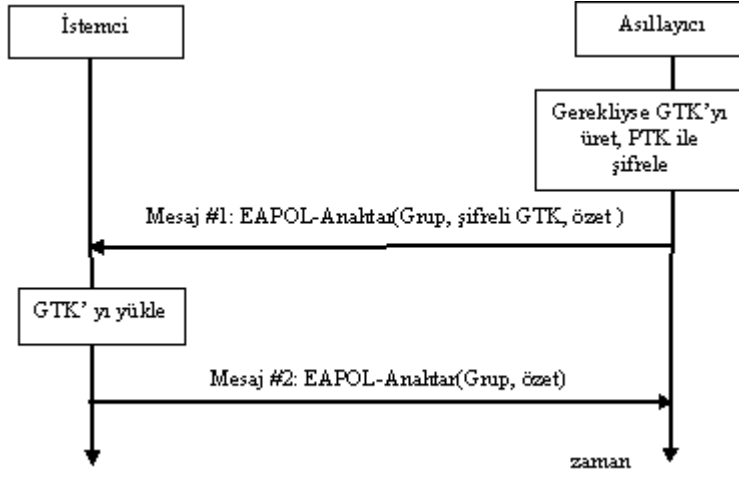 İstemci
Asıllayıcı
Gerekliyse GTK'yı
üret, PTK ile
şifrele
Mesaj #1: EAPOL-Anahtar(Grup, şifreli GTK, özet )
GTK' yı yükle
Mesaj #2: EAPOL-Anahtar(Grup, özet)
zaman